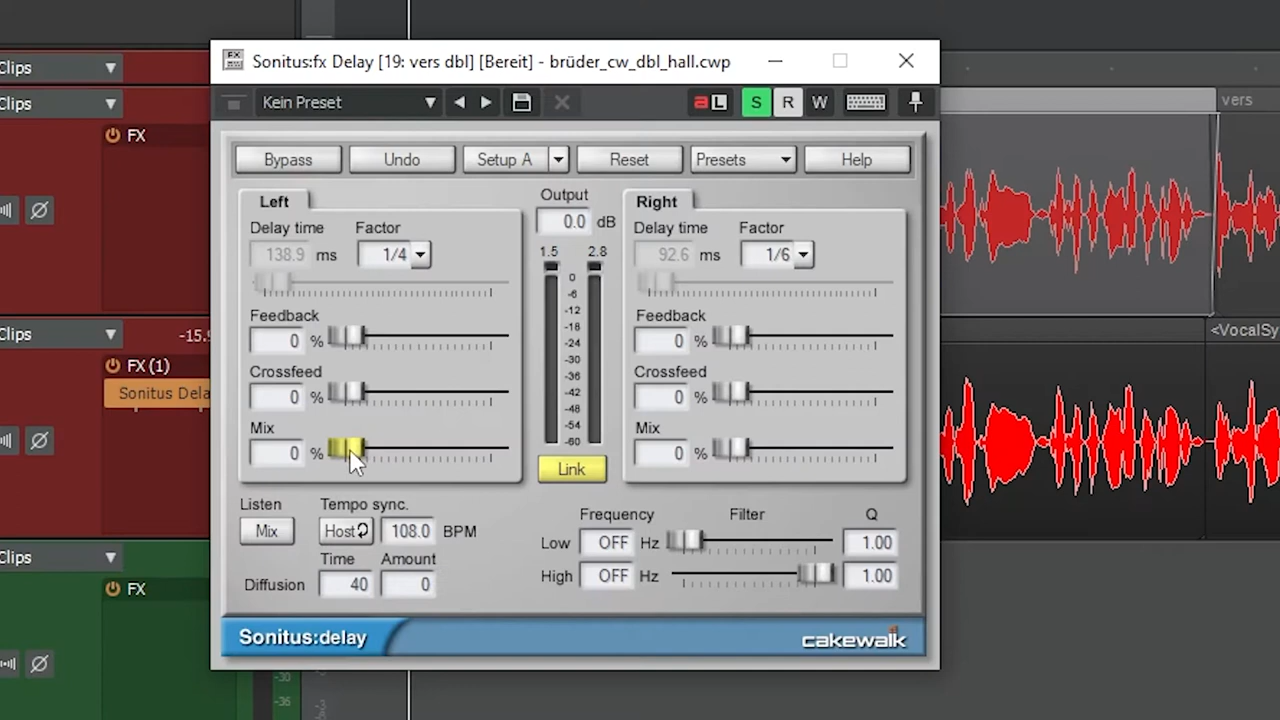 Clips
Clips
FX
Clips
-15.9
FX (1)
Sonitus Dela
Clips
FX
-30
-36
Sonitus:fx Delay [19: vers dbl] [Bereit] - brüder_cw_dbl_hall.cwp
Kein Preset
a L S R W
Bypass Undo Setup A Reset Presets Help
Left
Delay time Factor
138.9 ms 1/4
Feedback
0 %
Crossfeed
0 %
Mix
0 %
Output
0.0 dB
1.5 2.8
0
-6
-12
-18
-24
-30
-36
-42
-48
-54
-60
Link
Right
Delay time Factor
92.6 ms 1/6
Feedback
0 %
Crossfeed
0 %
Mix
0 %
Listen Tempo sync.
Mix Host 108.0 BPM
Time Amount
Diffusion 40 0
Frequency Filter Q
Low OFF Hz 1.00
High OFF Hz 1.00
Sonitus:delay
cakewalk
vers
<VocalSy